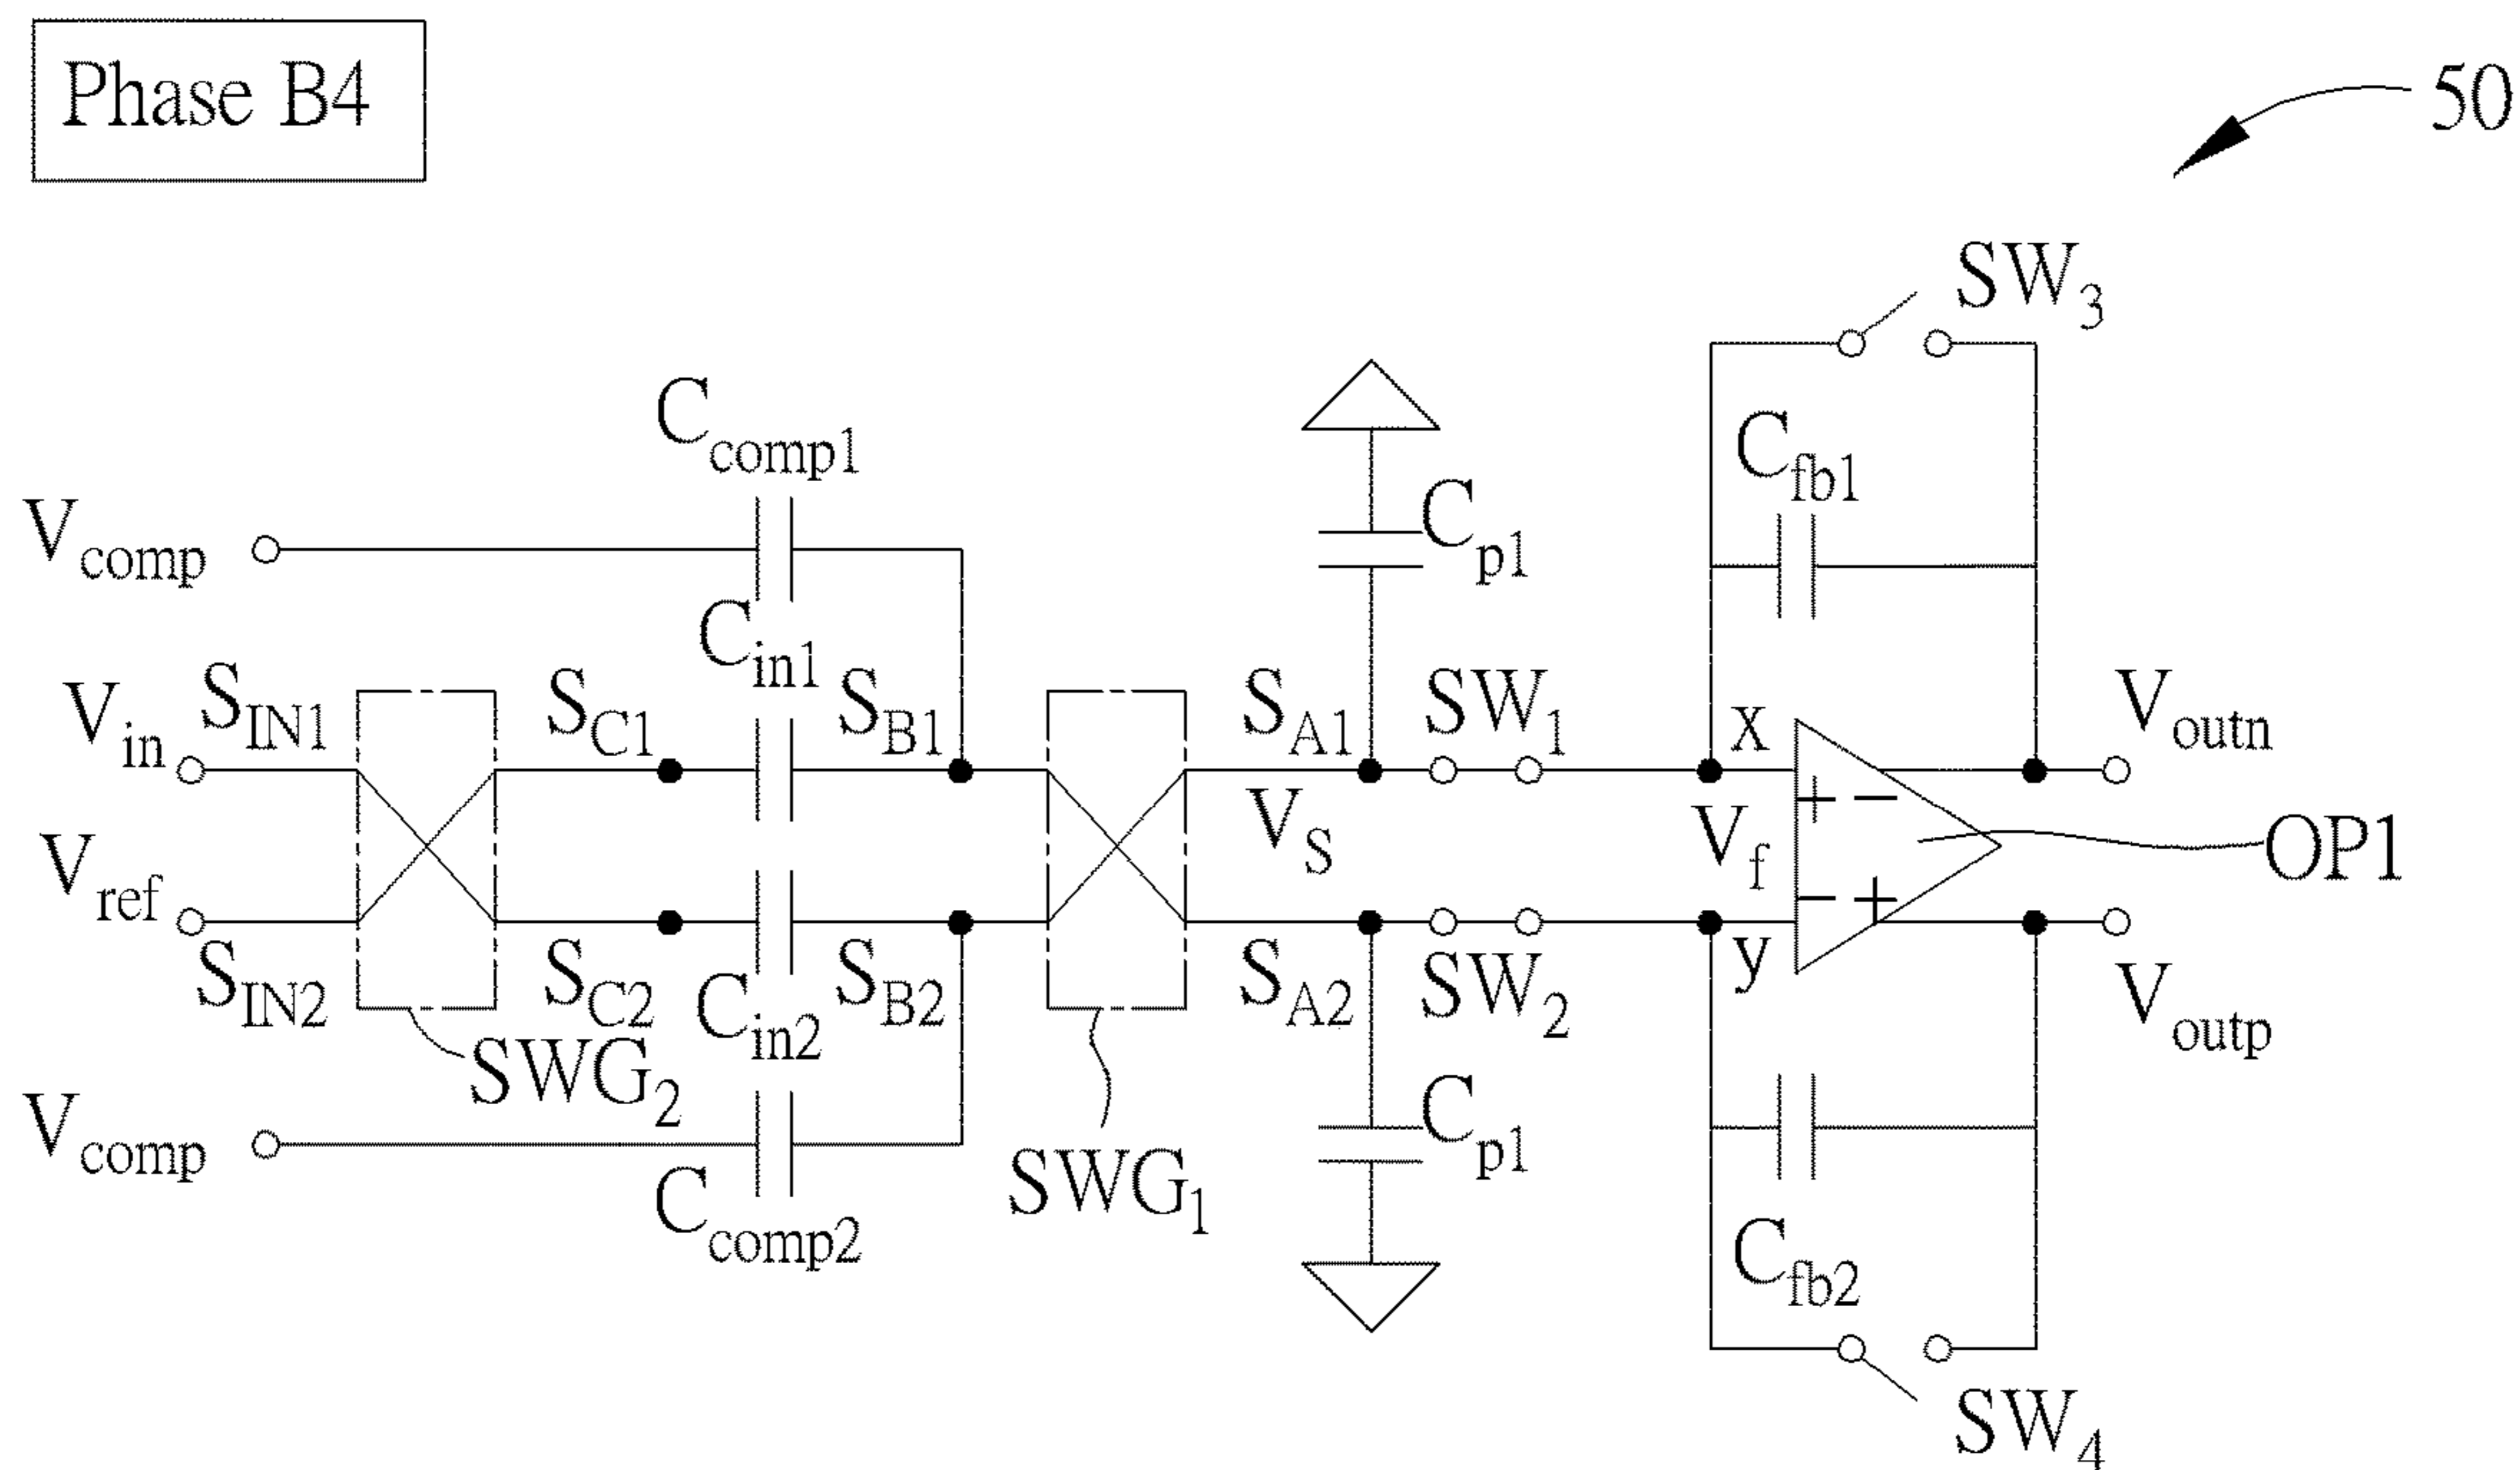 Phase B4
50
SW3
Ccomp1
Cfb1
Cp1
Vcomp
Cin1
Vin
SIN1
SC1
SB1
SA1
SW1
x
Voutn
+ −
VS
Vf
OP1
Vref
− +
SIN2
SC2
Cin2
SB2
SA2
SW2
y
Voutp
SWG2
Vcomp
Cp1
SWG1
Ccomp2
Cfb2
SW4